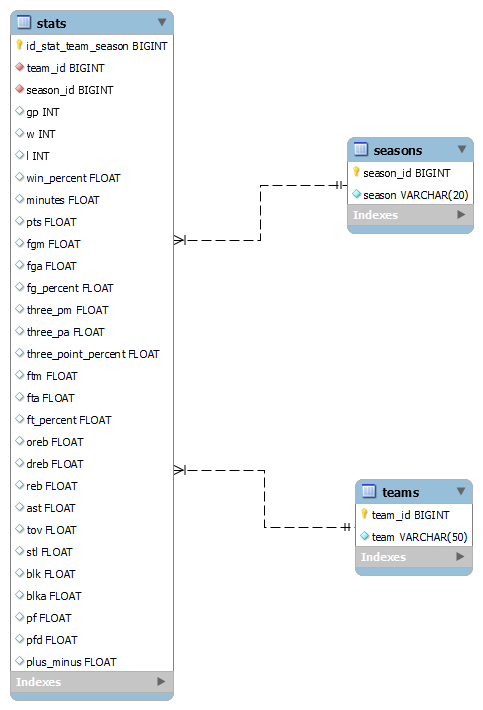 stats
id_stat_team_season BIGINT
team_id BIGINT
season_id BIGINT
gp INT
w INT
l INT
win_percent FLOAT
minutes FLOAT
pts FLOAT
fgm FLOAT
fga FLOAT
fg_percent FLOAT
three_pm FLOAT
three_pa FLOAT
three_point_percent FLOAT
ftm FLOAT
fta FLOAT
ft_percent FLOAT
oreb FLOAT
dreb FLOAT
reb FLOAT
ast FLOAT
tov FLOAT
stl FLOAT
blk FLOAT
blka FLOAT
pf FLOAT
pfd FLOAT
plus_minus FLOAT
Indexes
seasons
season_id BIGINT
season VARCHAR(20)
Indexes
teams
team_id BIGINT
team VARCHAR(50)
Indexes